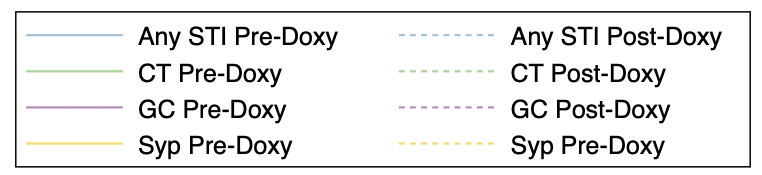 Any STI Pre-Doxy Any STI Post-Doxy
CT Pre-Doxy CT Post-Doxy
GC Pre-Doxy GC Post-Doxy
Syp Pre-Doxy Syp Pre-Doxy